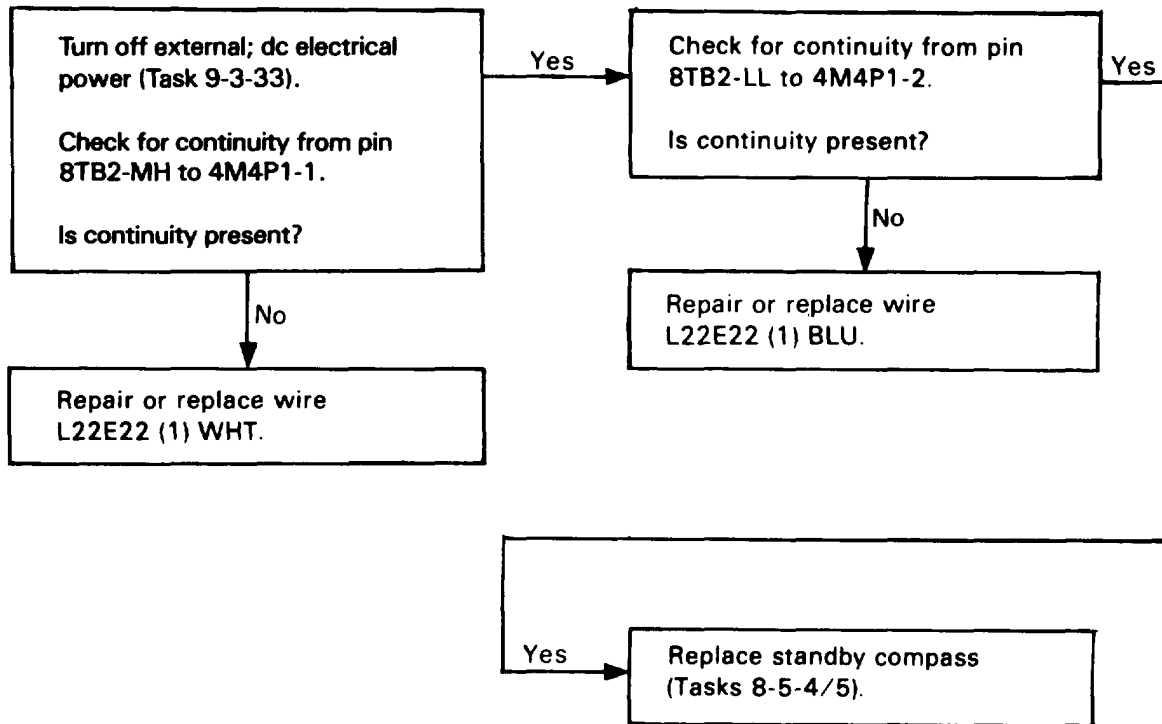 Turn off external; dc electrical
power (Task 9-3-33).
Check for continuity from pin
8TB2-MH to 4M4P1-1.
Is continuity present?
Yes
Check for continuity from pin
8TB2-LL to 4M4P1-2.
Is continuity present?
Yes
No
Repair or replace wire
L22E22 (1) WHT.
No
Repair or replace wire
L22E22 (1) BLU.
Yes
Replace standby compass
(Tasks 8-5-4/5).